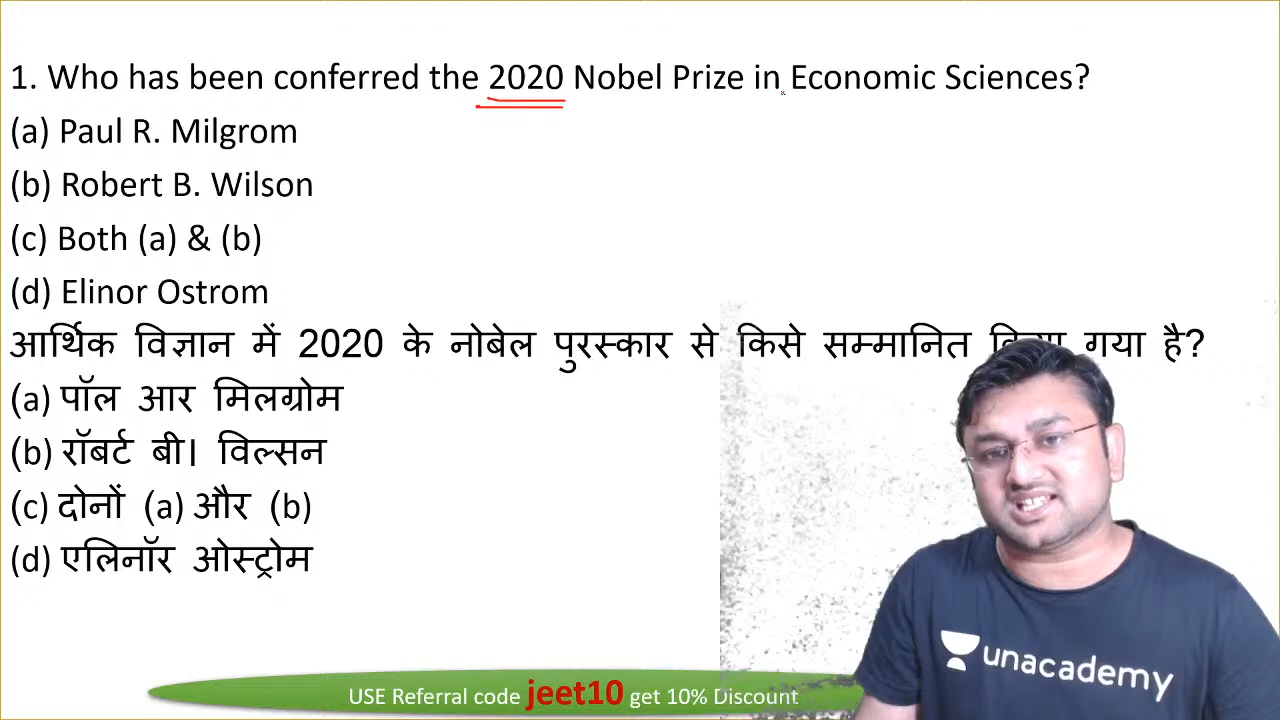 1. Who has been conferred the 2020 Nobel Prize in Economic Sciences?
(a) Paul R. Milgrom
(b) Robert B. Wilson
(c) Both (a) & (b)
(d) Elinor Ostrom
आर्थिक विज्ञान में 2020 के नोबेल पुरस्कार से किसे सम्मानित गया है?
(a) पॉल आर मिलग्रोम
(b) रॉबर्ट बी। विल्सन
(c) दोनों (a) और (b)
(d) एलिनॉर ओस्ट्रोम
unacademy
USE Referral code jeet10 get 10% Discount